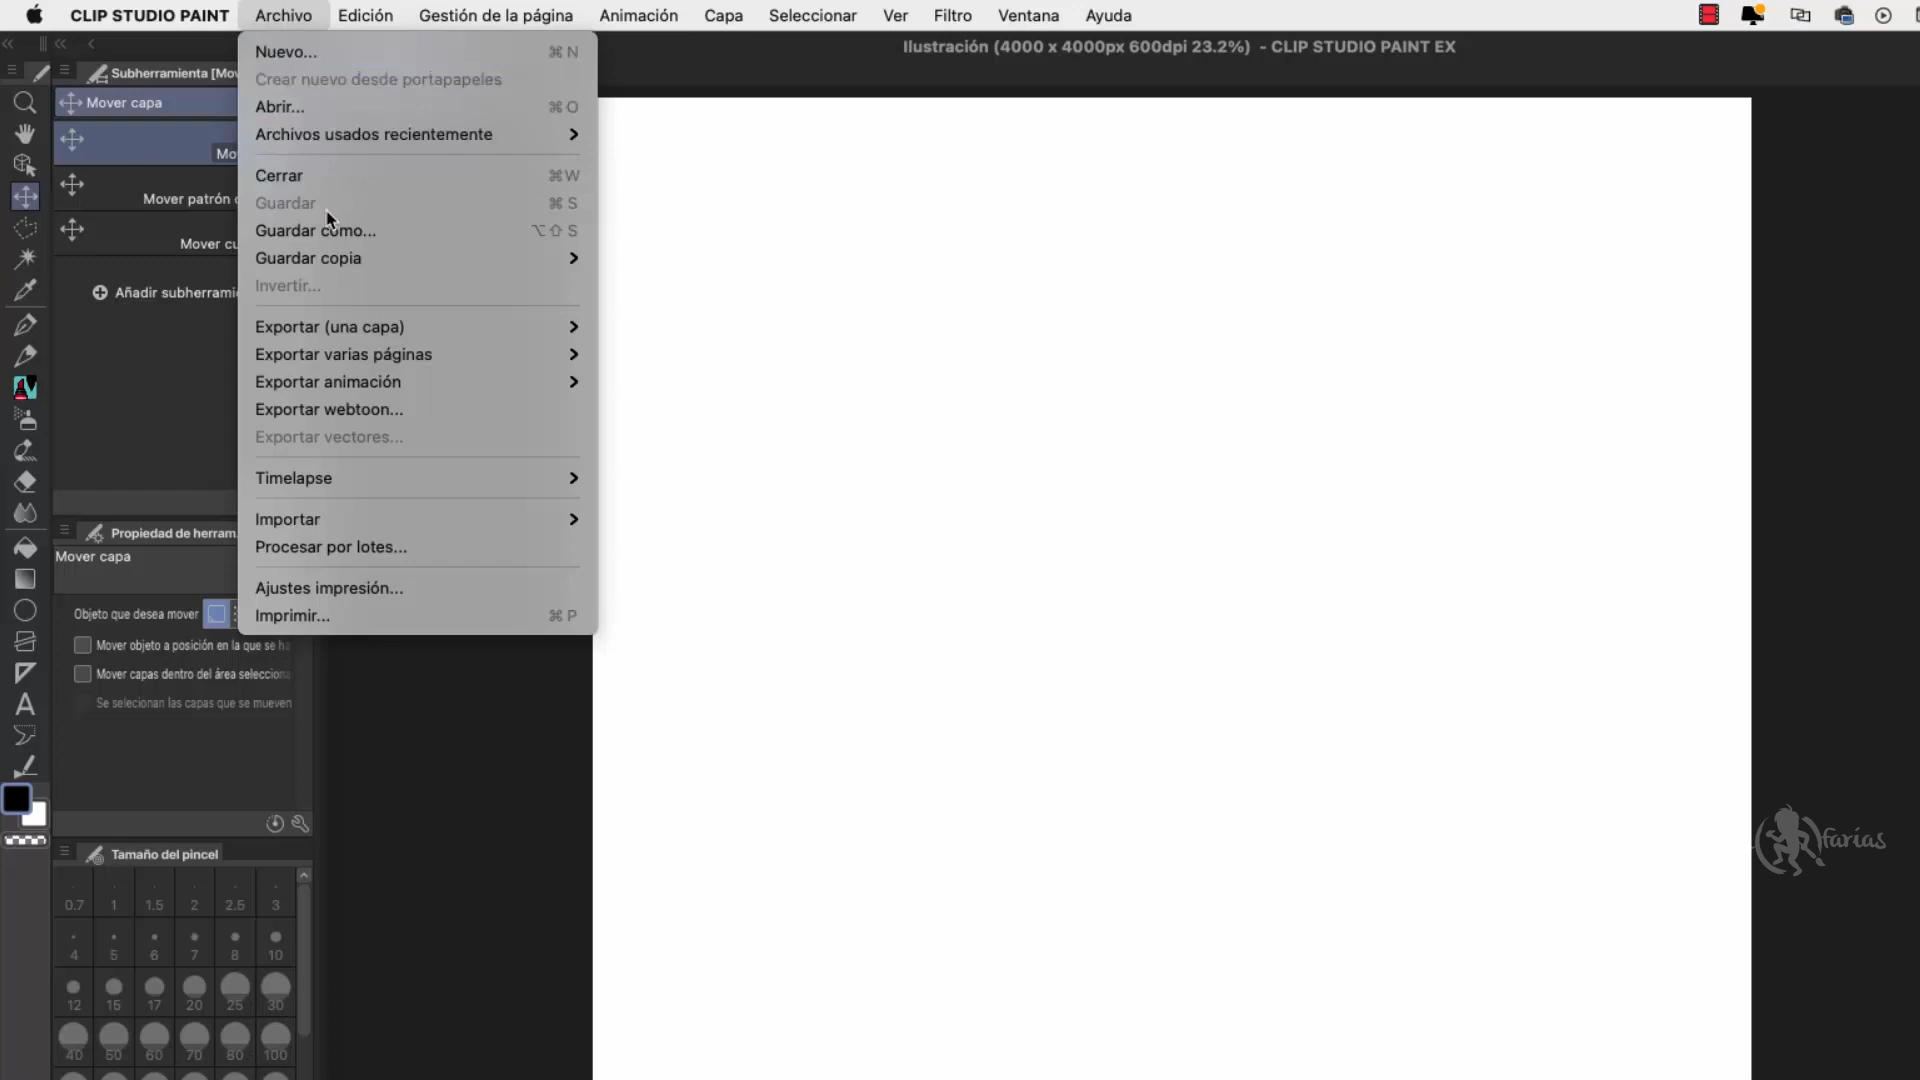 CLIP STUDIO PAINT Archivo Edición Gestión de la página Animación Capa Seleccionar Ver Filtro Ventana Ayuda
Ilustración (4000 x 4000px 600dpi 23.2%) - CLIP STUDIO PAINT EX
Nuevo... ⌘ N
Crear nuevo desde portapapeles
Abrir... ⌘ O
Archivos usados recientemente
Cerrar ⌘ W
Guardar ⌘ S
Guardar como... ⌥⇧ S
Guardar copia
Invertir...
Exportar (una capa)
Exportar varias páginas
Exportar animación
Exportar webtoon...
Exportar vectores...
Timelapse
Importar
Procesar por lotes...
Ajustes impresión...
Imprimir... ⌘ P
Subherramienta [Mov
Mover capa
Mov
Mover patrón
Mover cu
Añadir subherrami
Propiedad de herram
Mover capa
Objeto que desea mover
Mover objeto a posición en la que se ha
Mover capas dentro del área selecciona
Se selecionan las capas que se mueven
Tamaño del pincel
0.7 1 1.5 2 2.5 3
4 5 6 7 8 10
12 15 17 20 25 30
40 50 60 70 80 100
farias